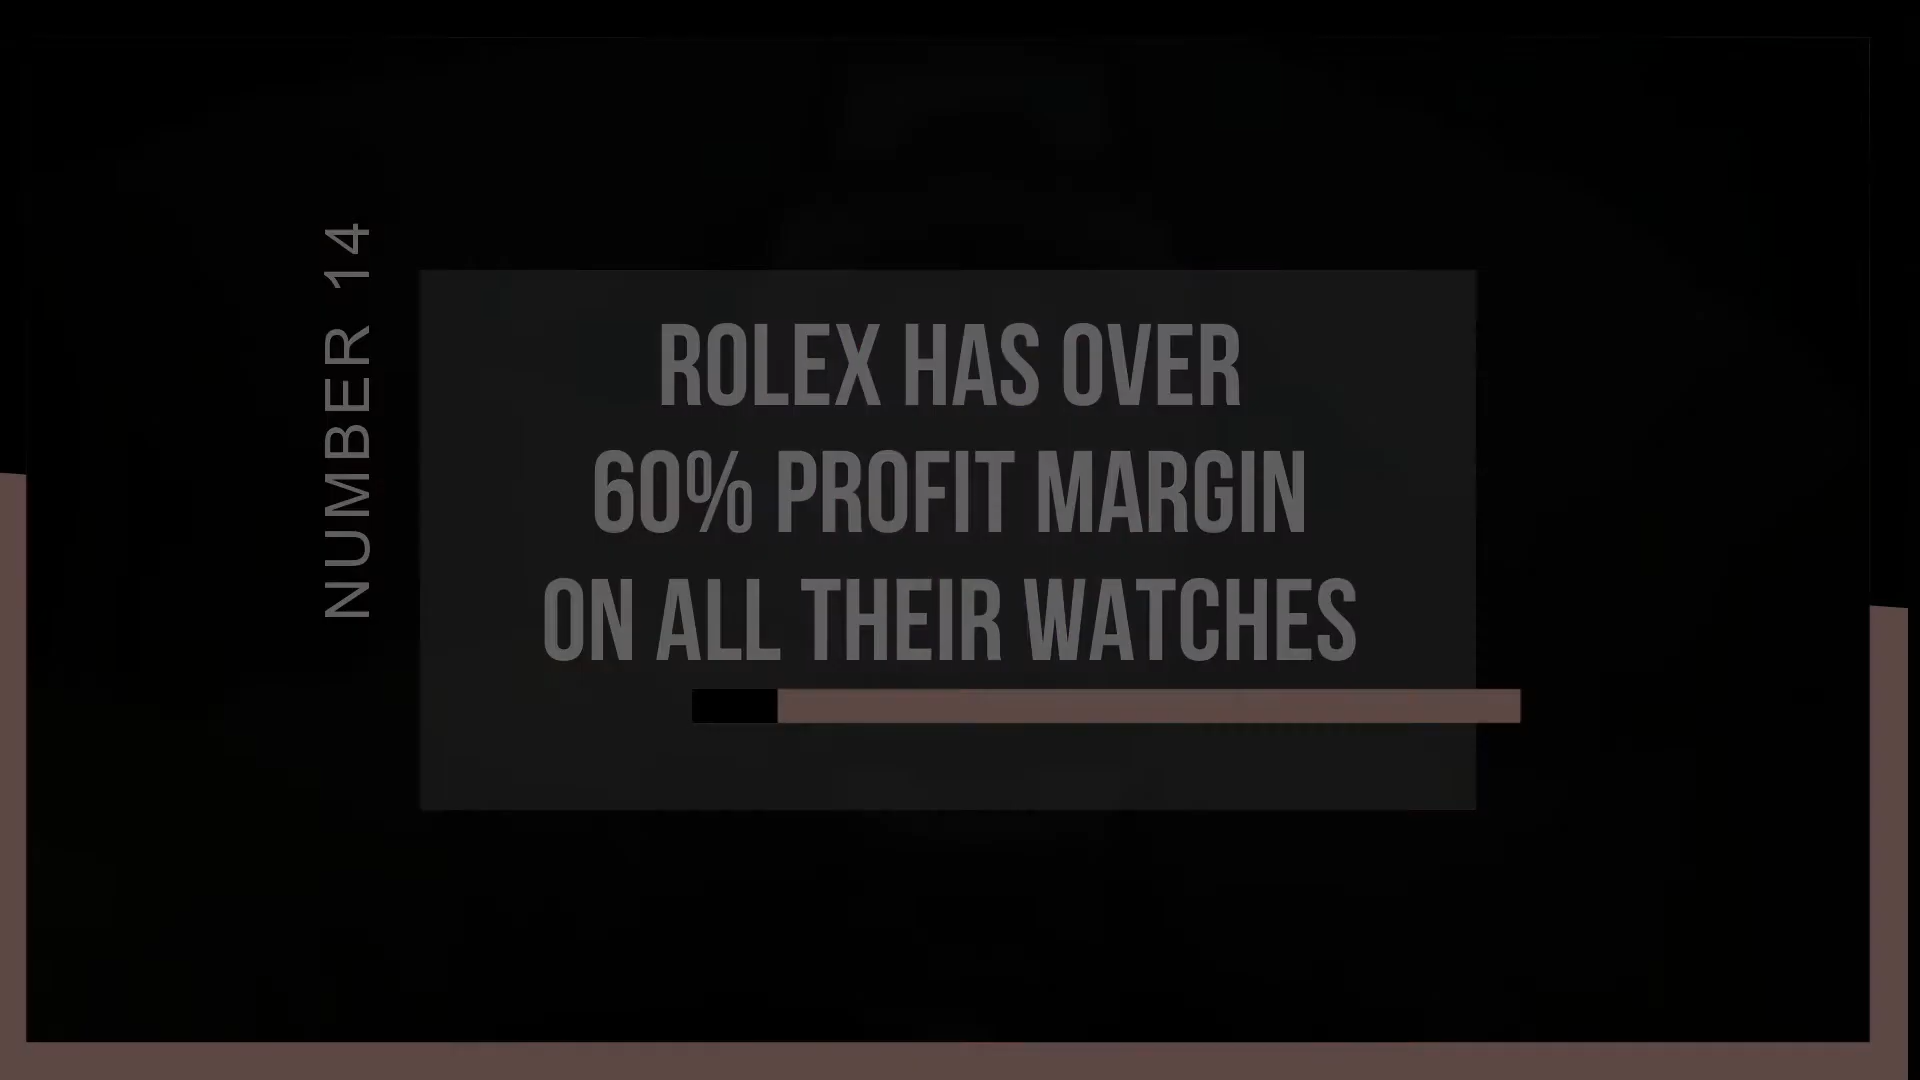 NUMBER 14
ROLEX HAS OVER
60% PROFIT MARGIN
ON ALL THEIR WATCHES